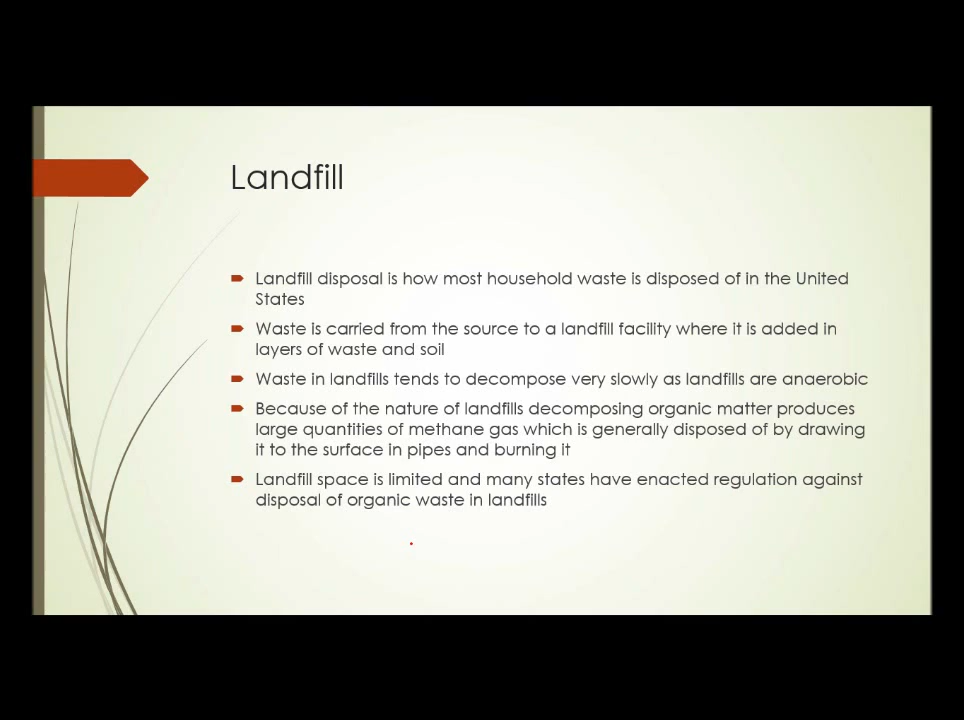 Landfill
Landfill disposal is how most household waste is disposed of in the United
States
Waste is carried from the source to a landfill facility where it is added in
layers of waste and soil
Waste in landfills tends to decompose very slowly as landfills are anaerobic
Because of the nature of landfills decomposing organic matter produces
large quantities of methane gas which is generally disposed of by drawing
it to the surface in pipes and burning it
Landfill space is limited and many states have enacted regulation against
disposal of organic waste in landfills